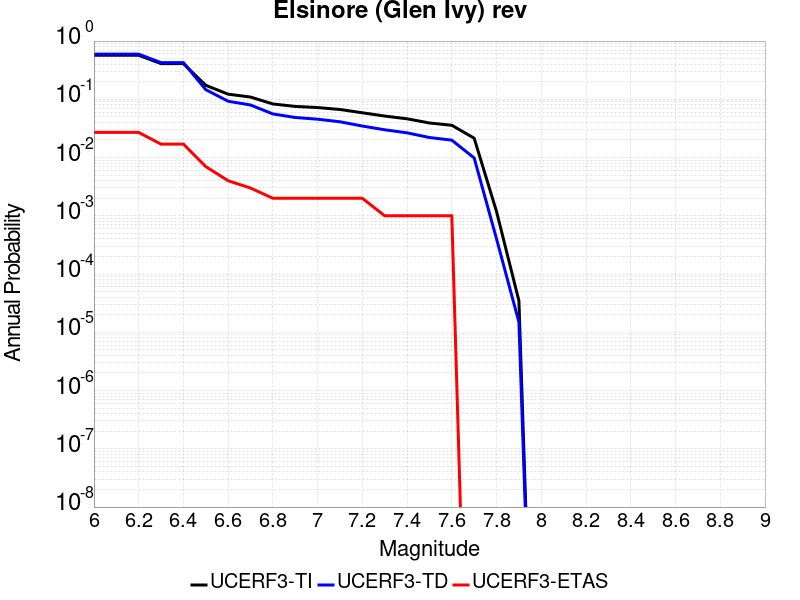 Elsinore (Glen Ivy) rev
10^0
10^-1
10^-2
10^-3
10^-4
10^-5
10^-6
10^-7
10^-8
Annual Probability
6 6.2 6.4 6.6 6.8 7 7.2 7.4 7.6 7.8 8 8.2 8.4 8.6 8.8 9
Magnitude
UCERF3-TI UCERF3-TD UCERF3-ETAS